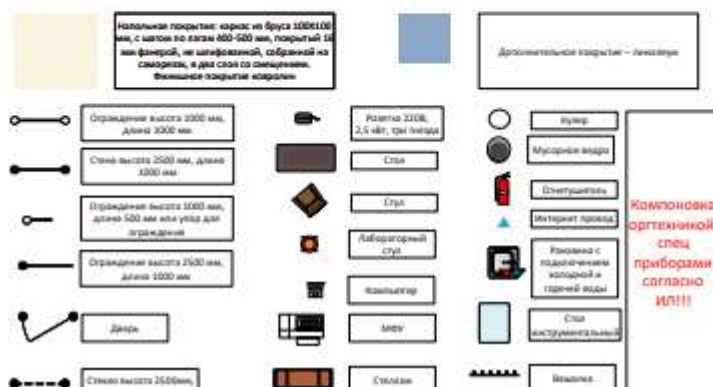 Напольное покрытие: каркас из бруса 100х100
мм, с шагом по лагам 400-500 мм, покрытый 18
мм фанерой, не шлифованной, собранной на
саморезы, в два слоя со смещением.
Финишное покрытие ковролин
Дополнительное покрытие – линолеум
Ограждение высота 1000 мм,
длина 1000 мм
Стена высота 2500 мм, длина
1000 мм
Ограждения высота 1000 мм,
длина 500 мм или упор для
ограждения
Ограждение высота 2500 мм,
длина 1000 мм
Дверь
Стекло высота 2500мм,
Розетка 220В,
2,5 кВт, три гнезда
Стол
Стул
Лабораторный
стул
Компьютер
МФУ
Стеллаж
Кулер
Мусорное ведро
Огнетушитель
Интернет провод
Раковина с
подключением
холодной и
горячей воды
Стол
инструментальный
Вешалка
Компоновка
оргтехникой
спец
приборами
согласно
ИЛ!!!